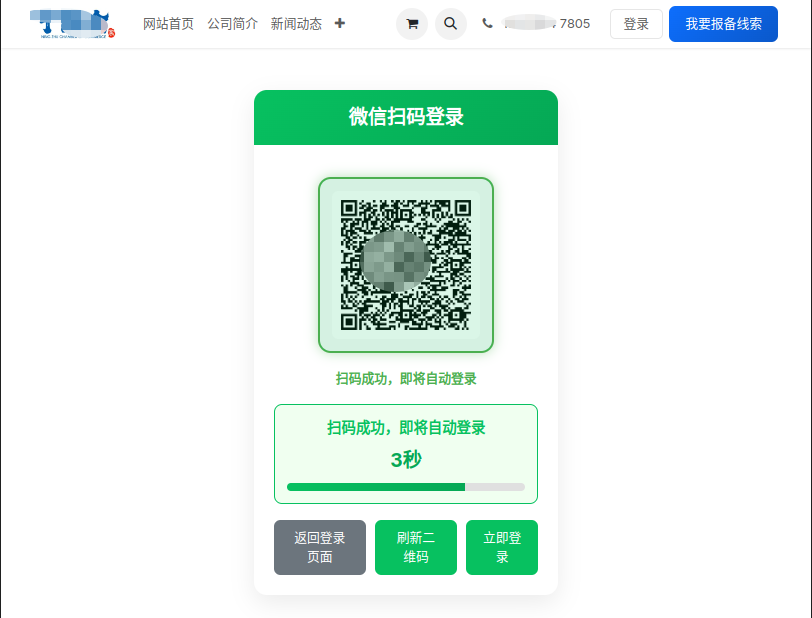 网站首页 公司简介 新闻动态
7805
登录
我要报备线索
微信扫码登录
扫码成功，即将自动登录
扫码成功，即将自动登录
3秒
返回登录
页面
刷新二
维码
立即登
录